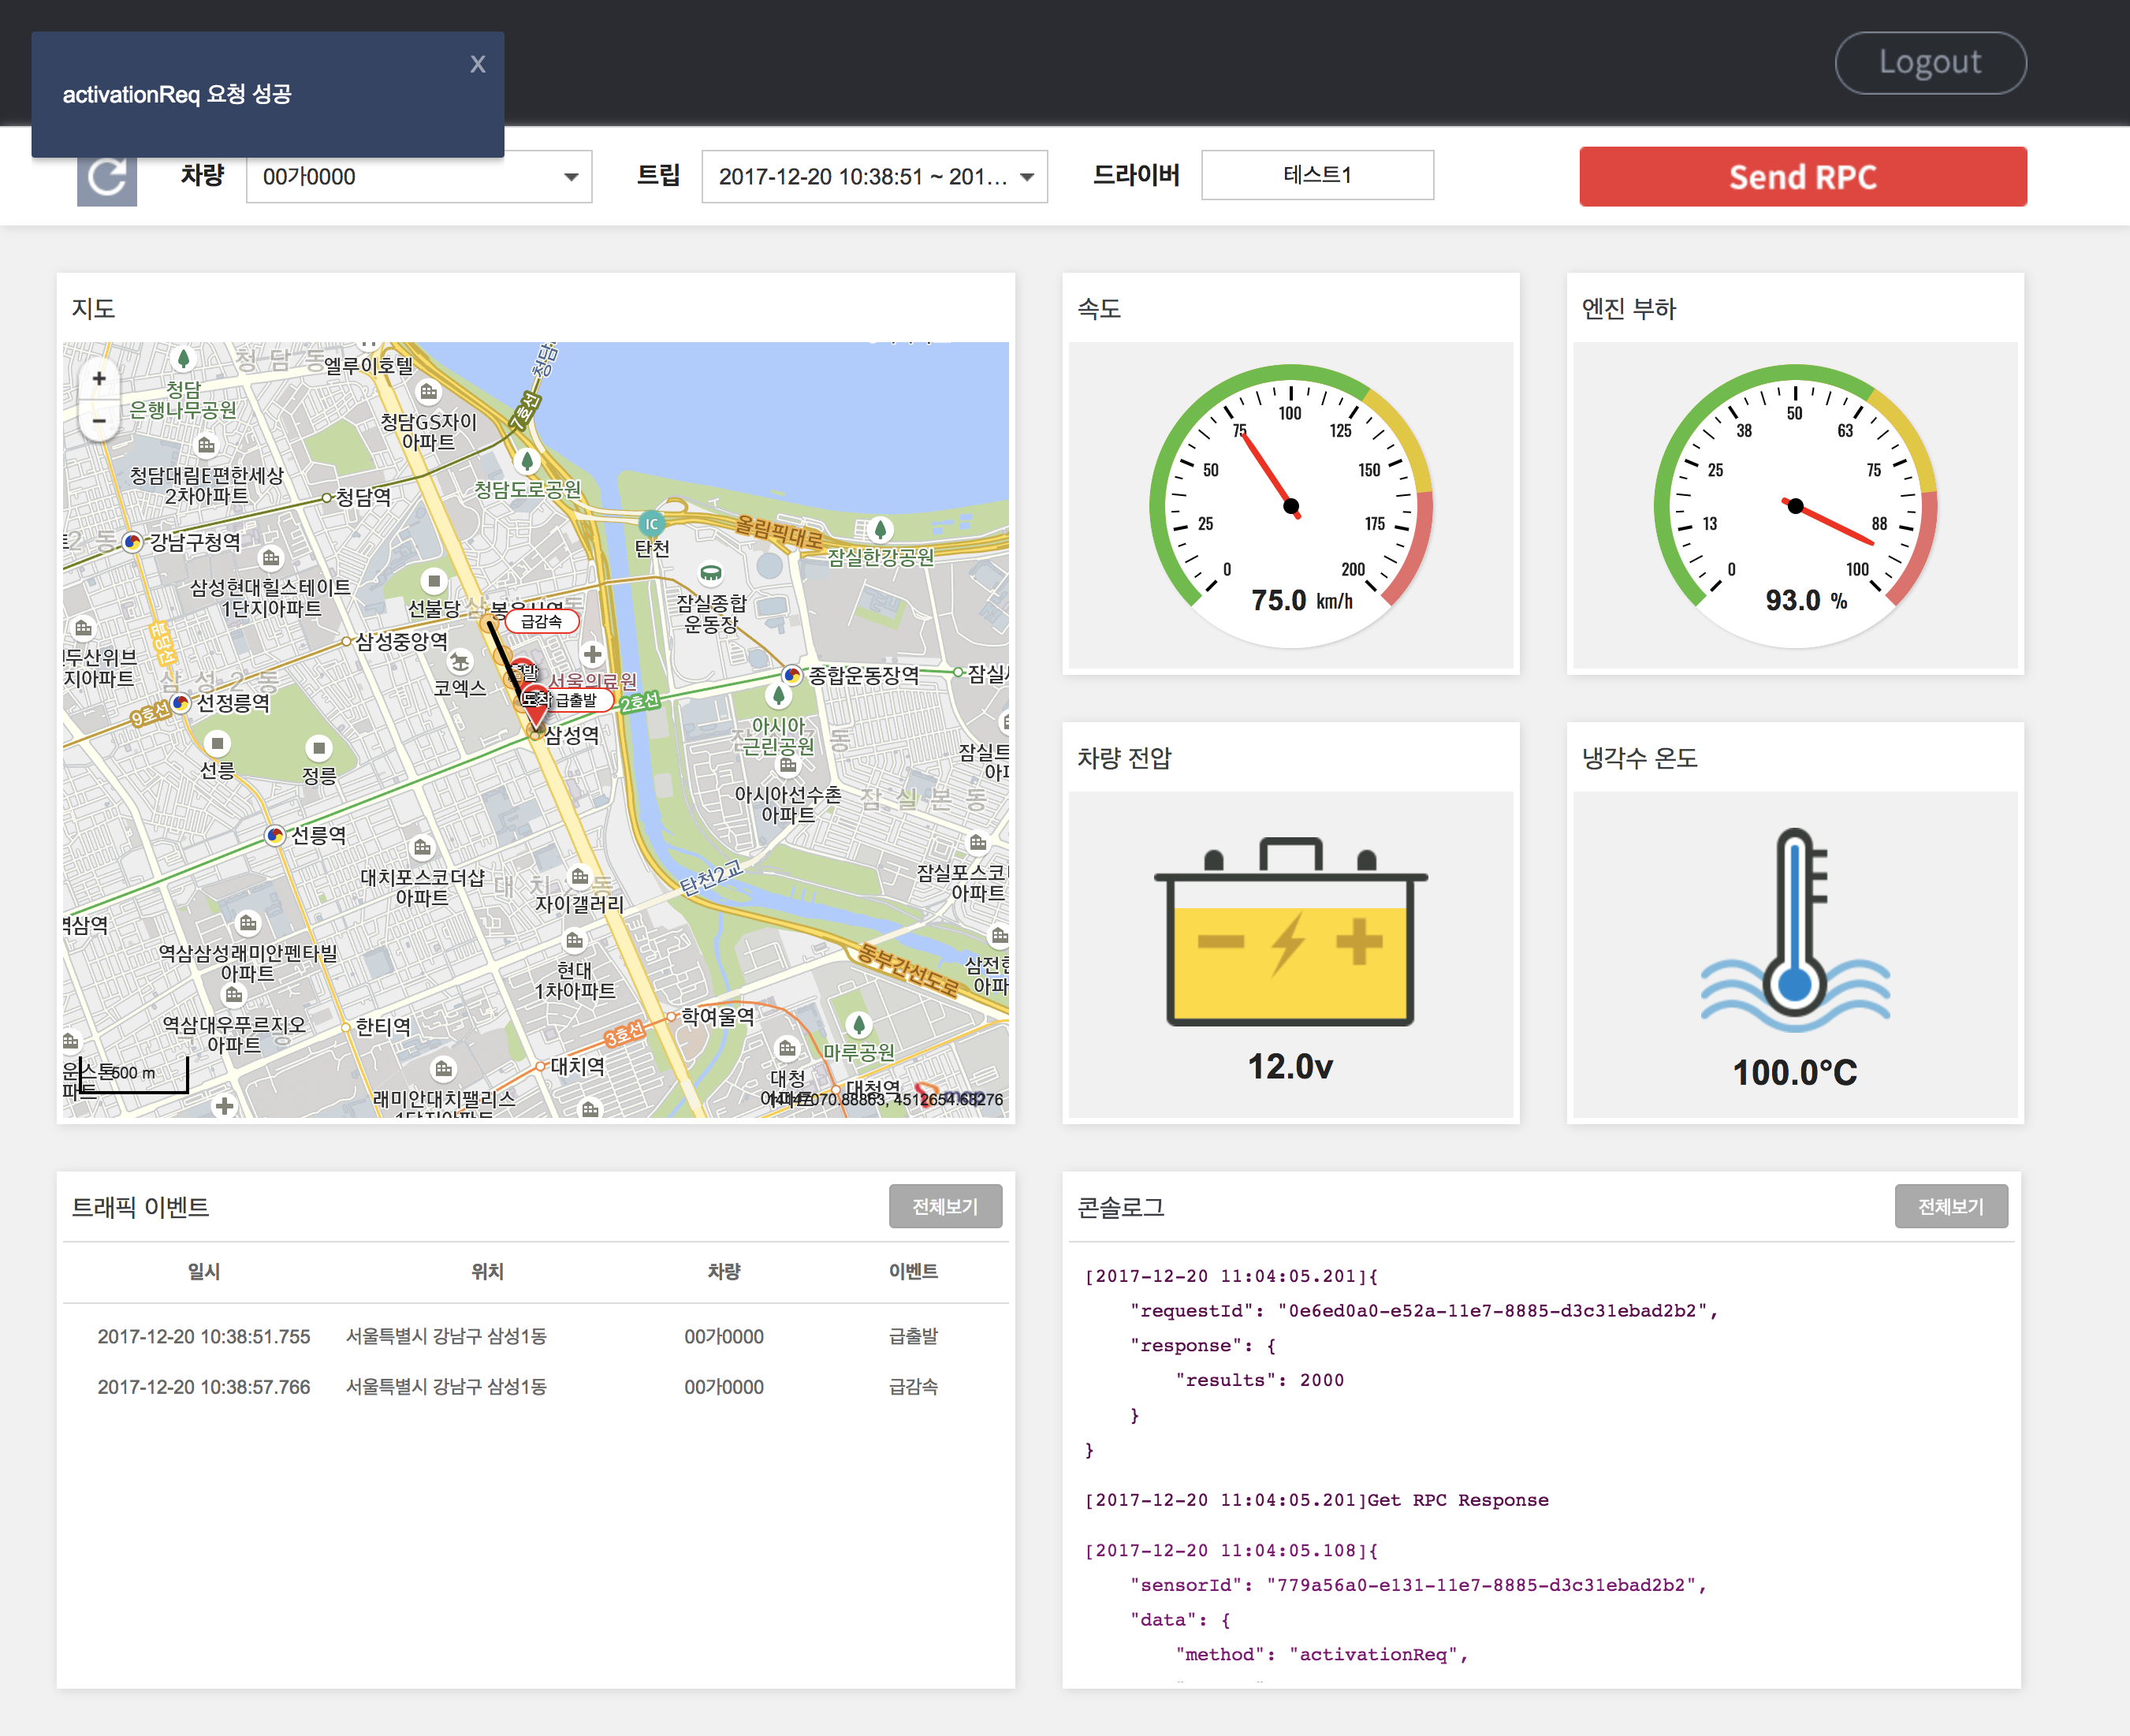 activationReq 요청 성공
X
Logout
차량
00가0000
트립
2017-12-20 10:38:51 ~ 201...
드라이버
테스트1
Send RPC
지도
+
−
청담동
엘루이호텔
청담
은행나무공원
청담GS자이
아파트
7호선
청담대림E편한세상
2차아파트
청담역
청담도로공원
IC
탄천
올림픽대로
잠실한강공원
강남구청역
삼성현대힐스테이트
1단지아파트
선불당
급감속
잠실종합
운동장
분당선
삼성중앙역
코엑스
서울의료원
도착
급출발
2호선
종합운동장역
삼성2동
9호선
선정릉역
삼성역
아시아
근린공원
선릉
정릉
아시아선수촌
아파트
잠실본동
선릉역
대치포스코더샵
아파트
자이갤러리
탄천2교
잠실포스코
아파트
역삼역
역삼삼성래미안펜타빌
아파트
현대
1차아파트
동부간선도로
역삼대우푸르지오
아파트
한티역
3호선
학여울역
마루공원
대치역
대청
대청역
600 m
래미안대치팰리스
1단지아파트
14147070.88863, 4512654.68276
속도
0
25
50
75
100
125
150
175
200
75.0 km/h
엔진 부하
0
13
25
38
50
63
75
88
100
93.0 %
차량 전압
12.0v
냉각수 온도
100.0°C
트래픽 이벤트
전체보기
일시 위치 차량 이벤트
2017-12-20 10:38:51.755 서울특별시 강남구 삼성1동 00가0000 급출발
2017-12-20 10:38:57.766 서울특별시 강남구 삼성1동 00가0000 급감속
콘솔로그
전체보기
[2017-12-20 11:04:05.201]{
"requestId": "0e6ed0a0-e52a-11e7-8885-d3c31ebad2b2",
"response": {
"results": 2000
}
}
[2017-12-20 11:04:05.201]Get RPC Response
[2017-12-20 11:04:05.108]{
"sensorId": "779a56a0-e131-11e7-8885-d3c31ebad2b2",
"data": {
"method": "activationReq",